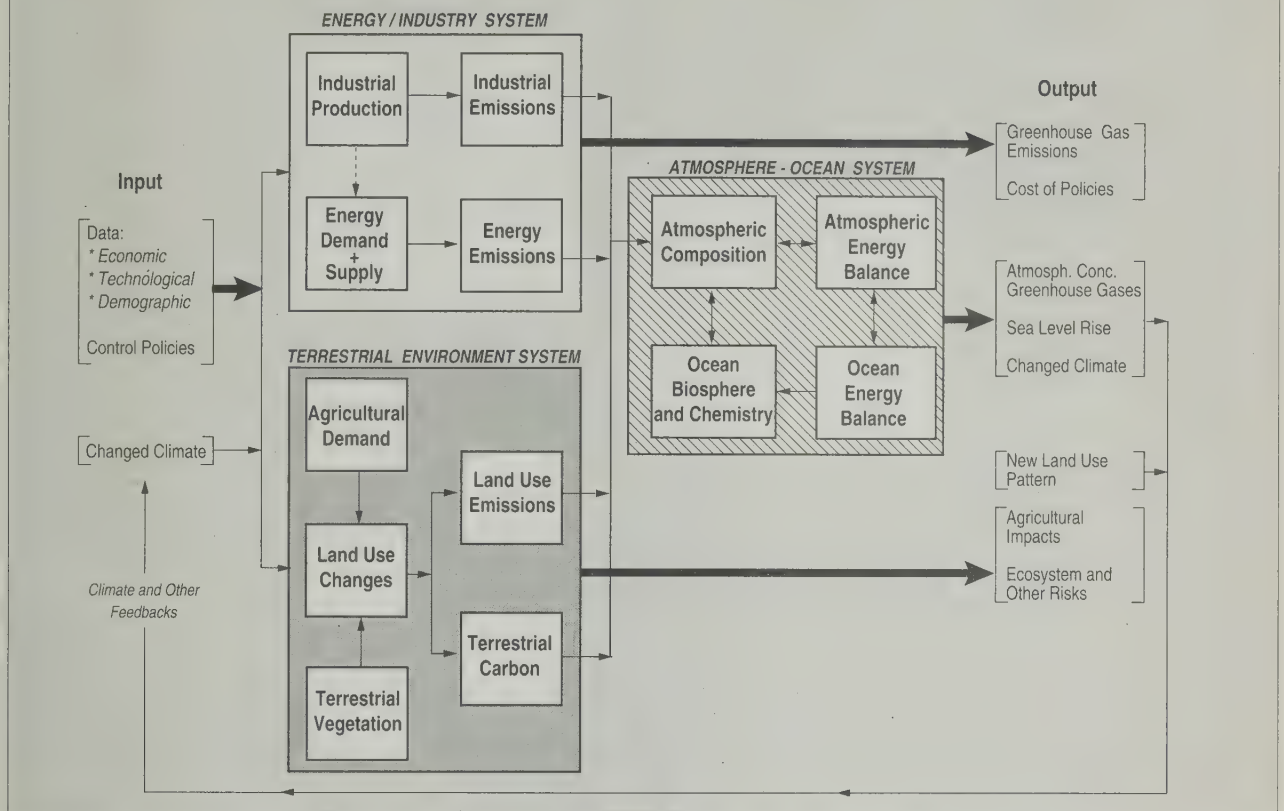 ENERGY / INDUSTRY SYSTEM
Industrial
Production
Industrial
Emissions
Energy
Demand
+
Supply
Energy
Emissions
Input
Data:
* Economic
* Technological
* Demographic
Control Policies
Changed Climate
Climate and Other
Feedbacks
TERRESTRIAL ENVIRONMENT SYSTEM
Agricultural
Demand
Land Use
Changes
Terrestrial
Vegetation
Land Use
Emissions
Terrestrial
Carbon
ATMOSPHERE - OCEAN SYSTEM
Atmospheric
Composition
Atmospheric
Energy
Balance
Ocean
Biosphere
and Chemistry
Ocean
Energy
Balance
Output
Greenhouse Gas
Emissions
Cost of Policies
Atmosph. Conc.
Greenhouse Gases
Sea Level Rise
Changed Climate
New Land Use
Pattern
Agricultural
Impacts
Ecosystem and
Other Risks